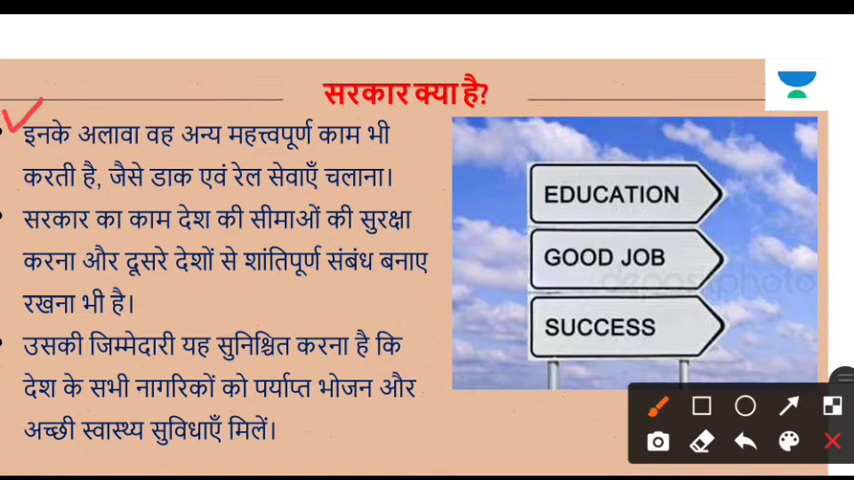 सरकार क्या है?
इनके अलावा वह अन्य महत्त्वपूर्ण काम भी
करती है, जैसे डाक एवं रेल सेवाएँ चलाना।
सरकार का काम देश की सीमाओं की सुरक्षा
करना और दूसरे देशों से शांतिपूर्ण संबंध बनाए
रखना भी है।
उसकी जिम्मेदारी यह सुनिश्चित करना है कि
देश के सभी नागरिकों को पर्याप्त भोजन और
अच्छी स्वास्थ्य सुविधाएँ मिलें।
EDUCATION
GOOD JOB
depositphoto
SUCCESS